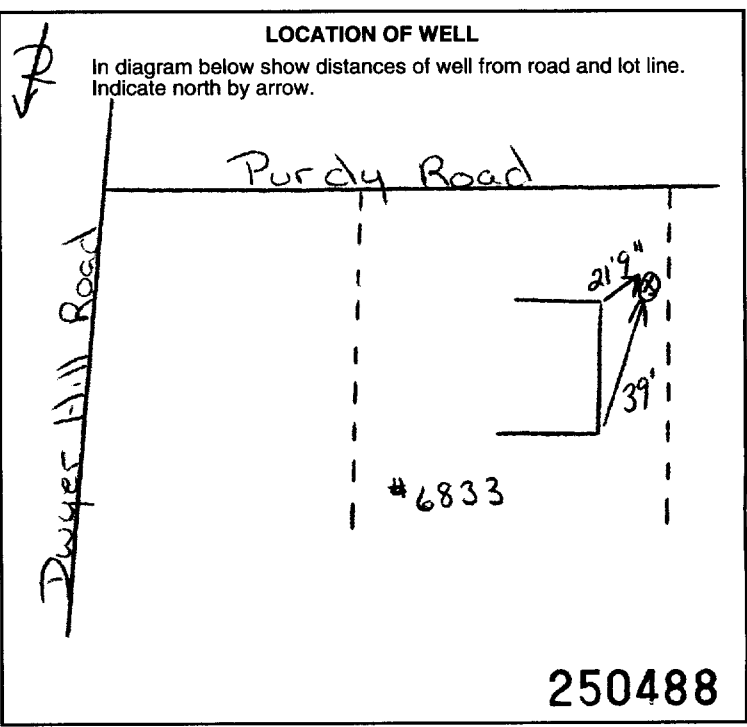 LOCATION OF WELL
In diagram below show distances of well from road and lot line.
Indicate north by arrow.
Purdy Road
Dwyer Hill Road
21'9"
39'
#6833
250488